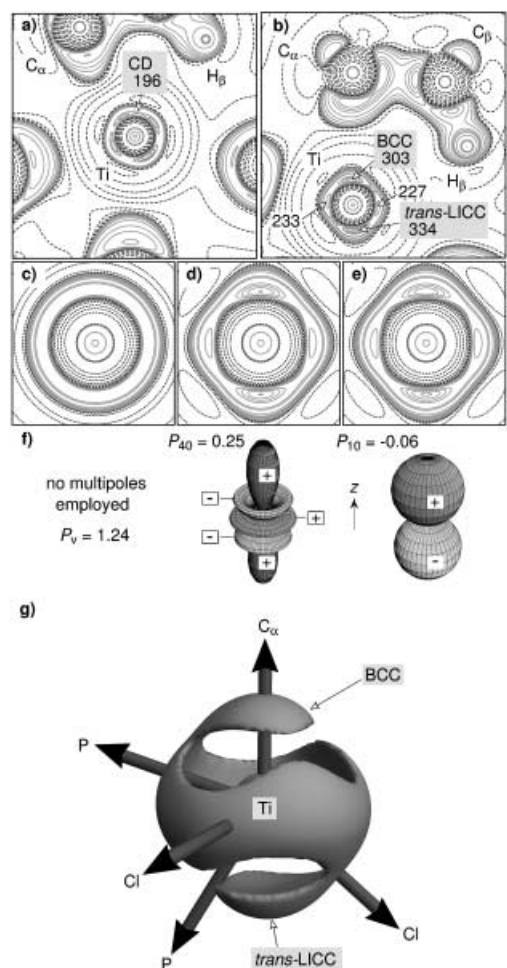 a)
Cα
CD
196
Hβ
Ti
b)
Cα
Cβ
Ti
BCC
303
Hβ
233
227
trans-LICC
334
c)
d)
e)
f)
no multipoles
employed
Pν = 1.24
P40 = 0.25
+
-
+
-
+
z
P10 = -0.06
+
-
g)
Cα
BCC
P
Ti
Cl
P
Cl
trans-LICC